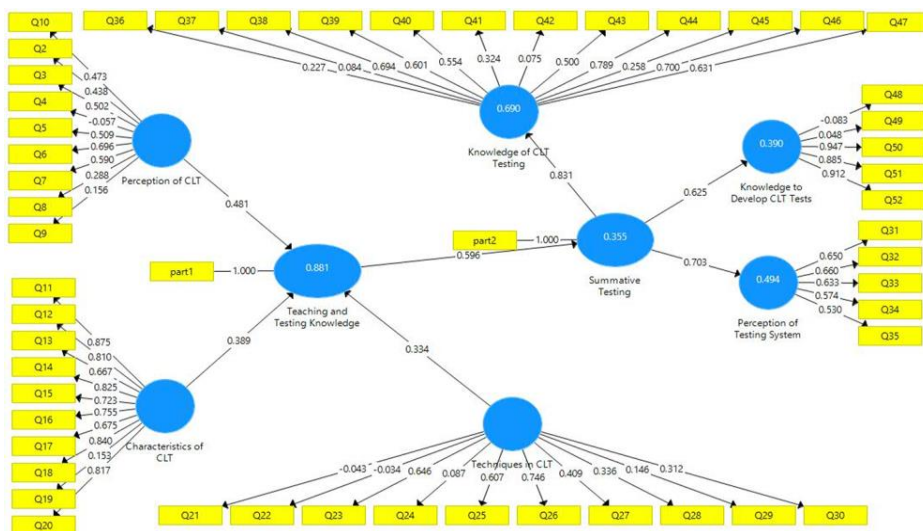 Q10
Q36
Q37
Q38
Q39
Q40
Q41
Q42
Q43
Q44
Q45
Q46
Q47
Q2
Q3
Q4
Q5
Q6
Q7
Q8
Q9
0.473
0.438
0.502
-0.057
0.509
0.696
0.590
0.288
0.156
Perception of CLT
0.227
0.084
0.694
0.601
0.554
0.324
0.075
0.500
0.789
0.258
0.700
0.631
0.690
Knowledge of CLT
Testing
Q48
Q49
Q50
Q51
Q52
-0.083
0.048
0.947
0.885
0.912
0.390
Knowledge to
Develop CLT Tests
0.831
0.625
0.481
part2
1.000
0.355
Summative
Testing
0.596
0.703
Q31
Q32
Q33
Q34
Q35
0.650
0.660
0.633
0.574
0.530
0.494
Perception of
Testing System
part1
1.000
0.881
Teaching and
Testing Knowledge
0.389
0.334
Q11
Q12
Q13
Q14
Q15
Q16
Q17
Q18
Q19
Q20
0.875
0.810
0.667
0.825
0.723
0.755
0.675
0.840
0.153
0.817
Characteristics of
CLT
Techniques in CLT
-0.043
-0.034
0.646
0.087
0.607
0.746
0.409
0.336
0.146
0.312
Q21
Q22
Q23
Q24
Q25
Q26
Q27
Q28
Q29
Q30